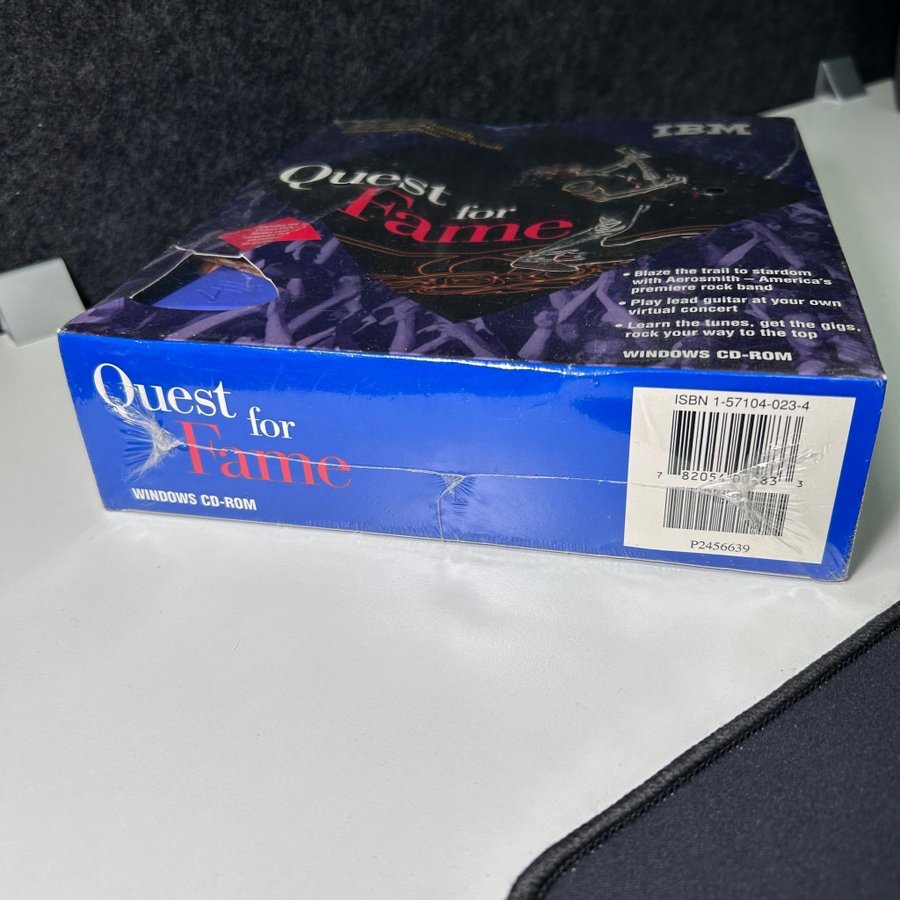 IBM
Quest
for
Fame
• Blaze the trail to stardom
with Aerosmith – America's
premiere rock band
• Play lead guitar at your own
virtual concert
• Learn the tunes, get the gigs,
rock your way to the top
WINDOWS CD-ROM
Quest
for
Fame
WINDOWS CD-ROM
ISBN 1-57104-023-4
P2456639